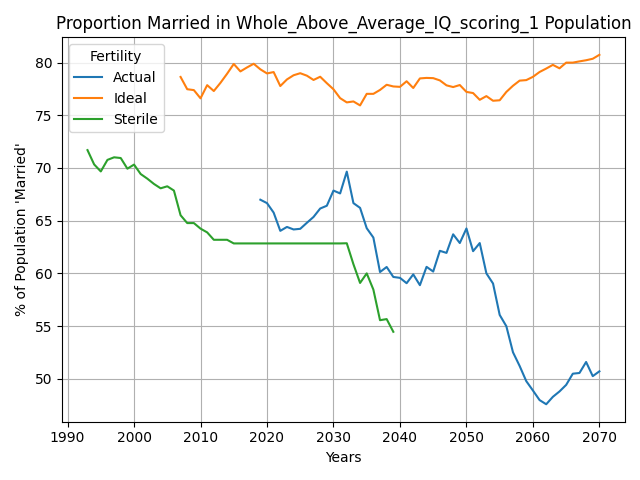 Proportion Married in Whole_Above_Average_IQ_scoring_1 Population
Fertility
Actual
Ideal
Sterile
% of Population 'Married'
80
75
70
65
60
55
50
1990 2000 2010 2020 2030 2040 2050 2060 2070
Years